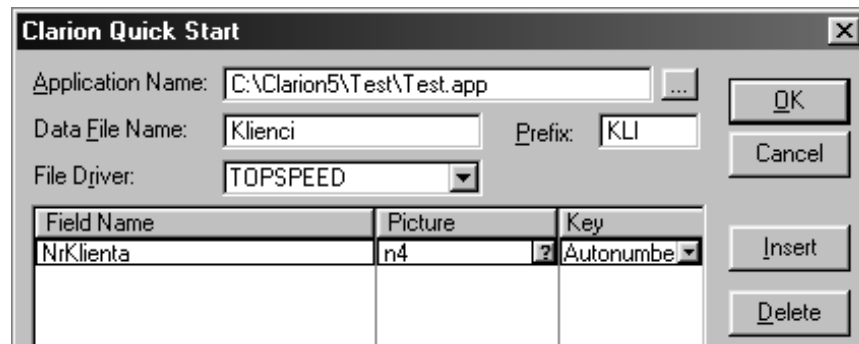 Clarion Quick Start
Application Name: C:\Clarion5\Test\Test.app ... OK
Data File Name: Klienci Prefix: KLI Cancel
File Driver: TOPSPEED
Field Name Picture Key
NrKlienta n4 ? Autonumbe Insert
Delete